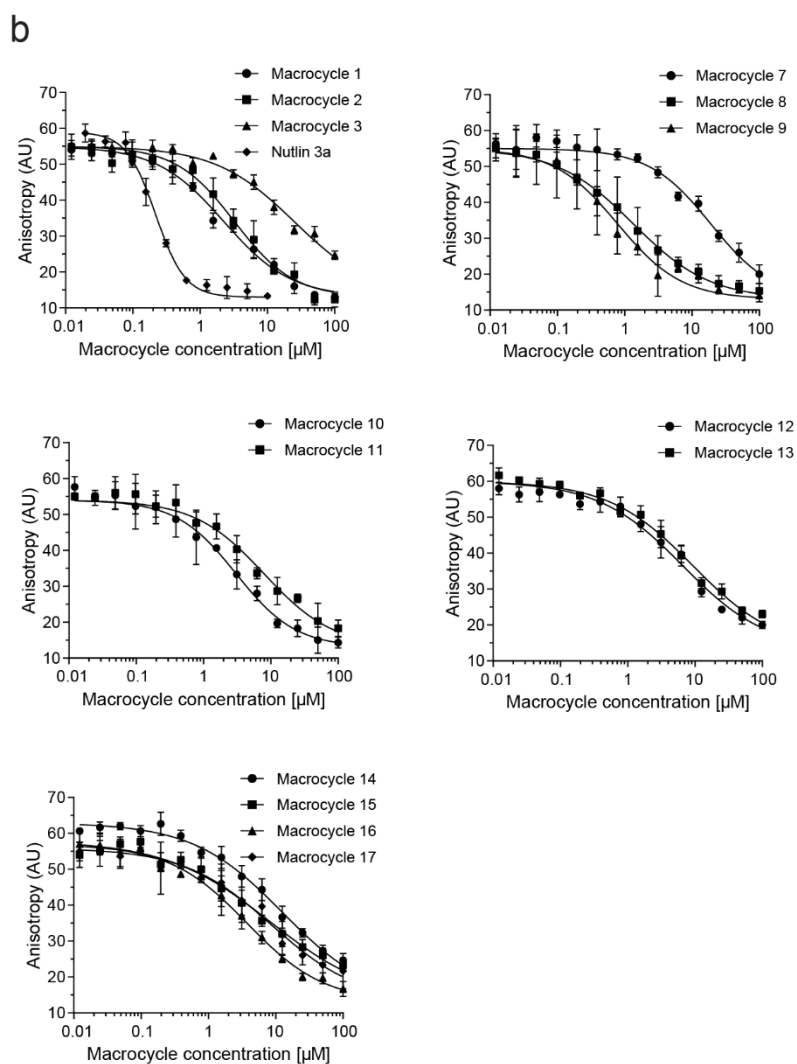 b
Macrocycle 1
Macrocycle 2
Macrocycle 3
Nutlin 3a
70
60
50
40
30
20
10
Anisotropy (AU)
0.01 0.1 1 10 100
Macrocycle concentration [µM]
Macrocycle 7
Macrocycle 8
Macrocycle 9
70
60
50
40
30
20
10
Anisotropy (AU)
0.01 0.1 1 10 100
Macrocycle concentration [µM]
Macrocycle 10
Macrocycle 11
70
60
50
40
30
20
10
Anisotropy (AU)
0.01 0.1 1 10 100
Macrocycle concentration [µM]
Macrocycle 12
Macrocycle 13
70
60
50
40
30
20
10
Anisotropy (AU)
0.01 0.1 1 10 100
Macrocycle concentration [µM]
Macrocycle 14
Macrocycle 15
Macrocycle 16
Macrocycle 17
70
60
50
40
30
20
10
Anisotropy (AU)
0.01 0.1 1 10 100
Macrocycle concentration [µM]